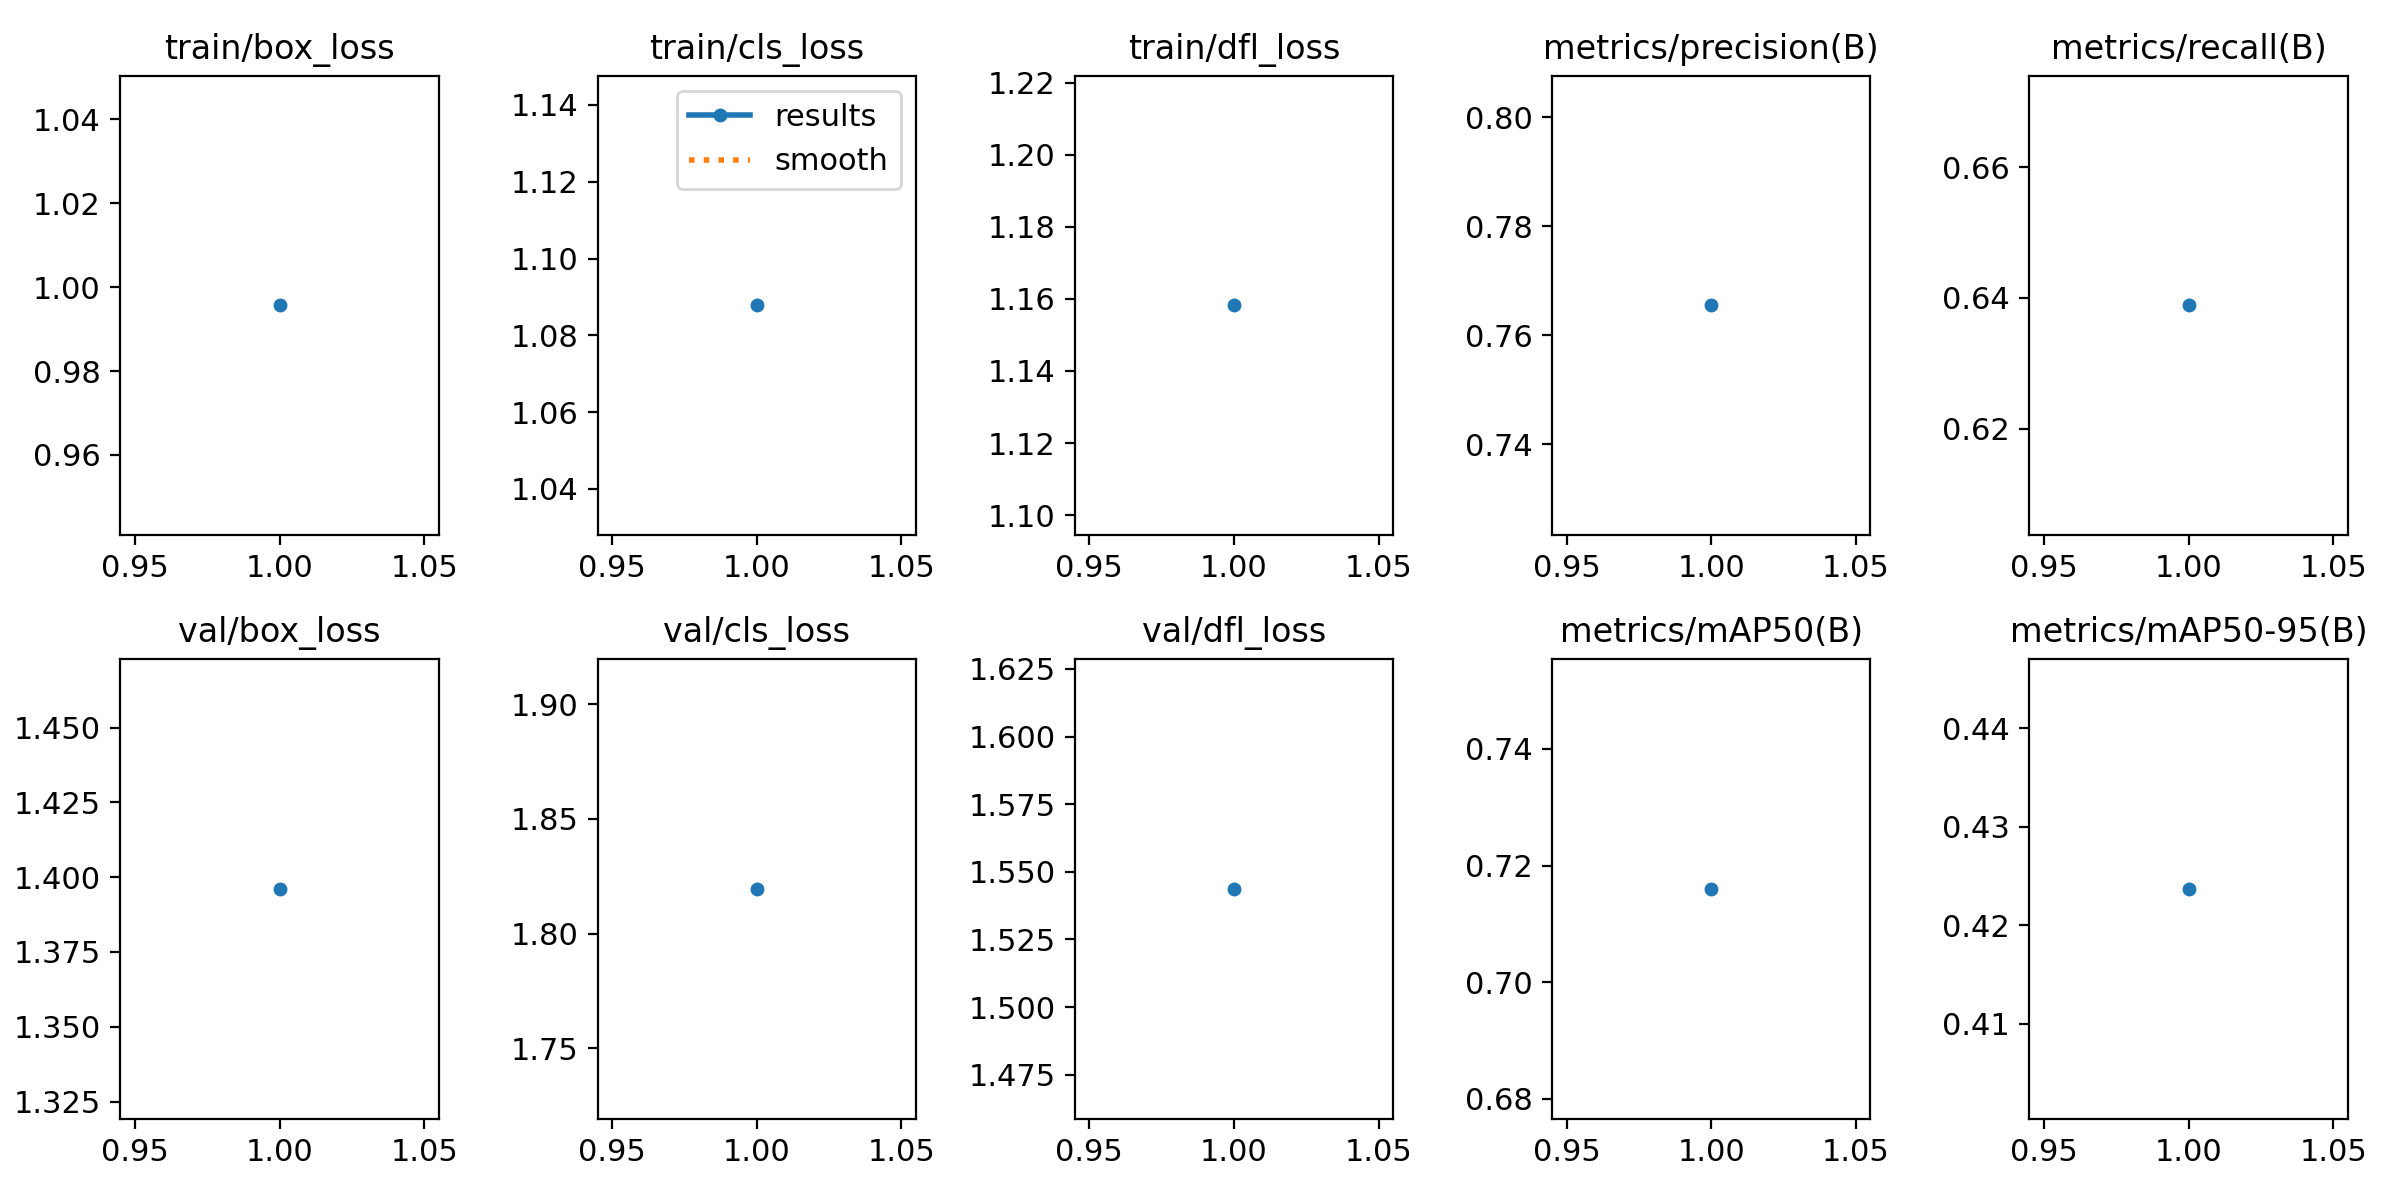 train/box_loss
1.04
1.02
1.00
0.98
0.96
0.95 1.00 1.05
train/cls_loss
results
smooth
1.14
1.12
1.10
1.08
1.06
1.04
0.95 1.00 1.05
train/dfl_loss
1.22
1.20
1.18
1.16
1.14
1.12
1.10
0.95 1.00 1.05
metrics/precision(B)
0.80
0.78
0.76
0.74
0.95 1.00 1.05
metrics/recall(B)
0.66
0.64
0.62
0.95 1.00 1.05
val/box_loss
1.450
1.425
1.400
1.375
1.350
1.325
0.95 1.00 1.05
val/cls_loss
1.90
1.85
1.80
1.75
0.95 1.00 1.05
val/dfl_loss
1.625
1.600
1.575
1.550
1.525
1.500
1.475
0.95 1.00 1.05
metrics/mAP50(B)
0.74
0.72
0.70
0.68
0.95 1.00 1.05
metrics/mAP50-95(B)
0.44
0.43
0.42
0.41
0.95 1.00 1.05